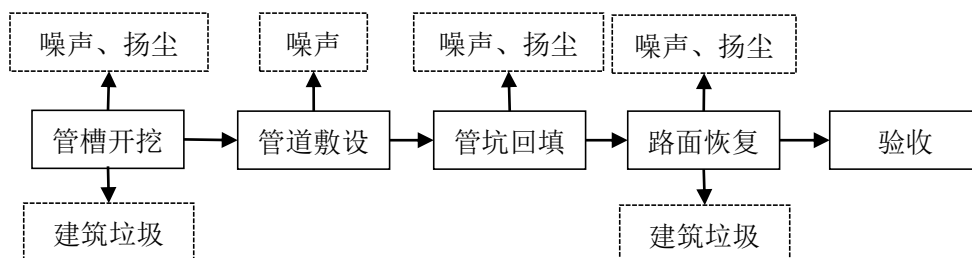 噪声、扬尘
噪声
噪声、扬尘
噪声、扬尘
管槽开挖
管道敷设
管坑回填
路面恢复
验收
建筑垃圾
建筑垃圾